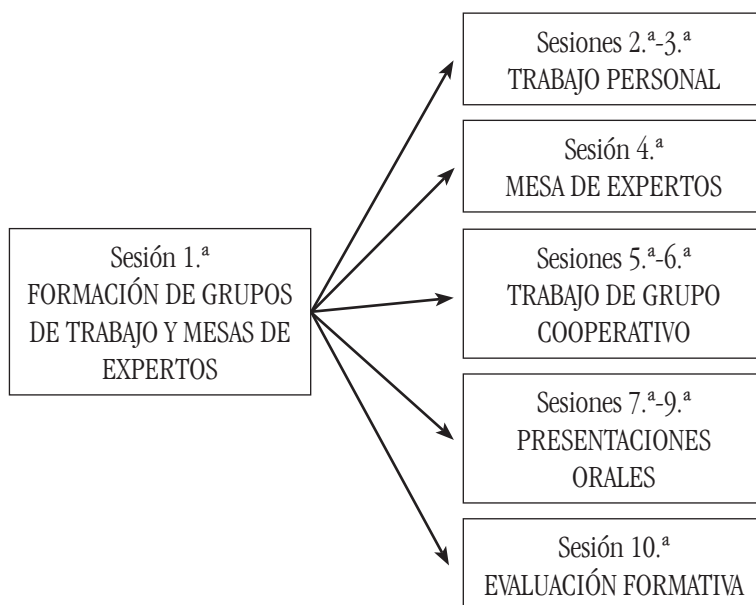 Sesión 1.ª
FORMACIÓN DE GRUPOS
DE TRABAJO Y MESAS DE
EXPERTOS
Sesiones 2.ª-3.ª
TRABAJO PERSONAL
Sesión 4.ª
MESA DE EXPERTOS
Sesiones 5.ª-6.ª
TRABAJO DE GRUPO
COOPERATIVO
Sesiones 7.ª-9.ª
PRESENTACIONES
ORALES
Sesión 10.ª
EVALUACIÓN FORMATIVA